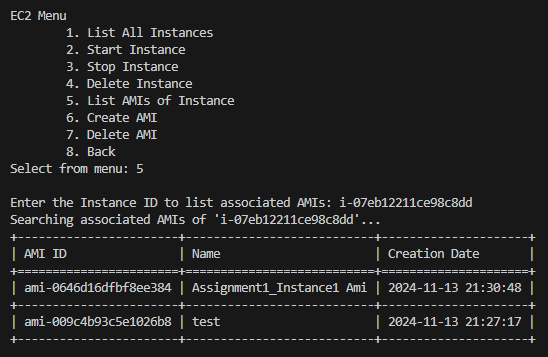 EC2 Menu
1. List All Instances
2. Start Instance
3. Stop Instance
4. Delete Instance
5. List AMIs of Instance
6. Create AMI
7. Delete AMI
8. Back
Select from menu: 5
Enter the Instance ID to list associated AMIs: i-07eb12211ce98c8dd
Searching associated AMIs of 'i-07eb12211ce98c8dd'...
+-----------------------+---------------------------+---------------------+
| AMI ID | Name | Creation Date |
+=======================+===========================+=====================+
| ami-0646d16dfbf8ee384 | Assignment1_Instance1 Ami | 2024-11-13 21:30:48 |
+-----------------------+---------------------------+---------------------+
| ami-009c4b93c5e1026b8 | test | 2024-11-13 21:27:17 |
+-----------------------+---------------------------+---------------------+